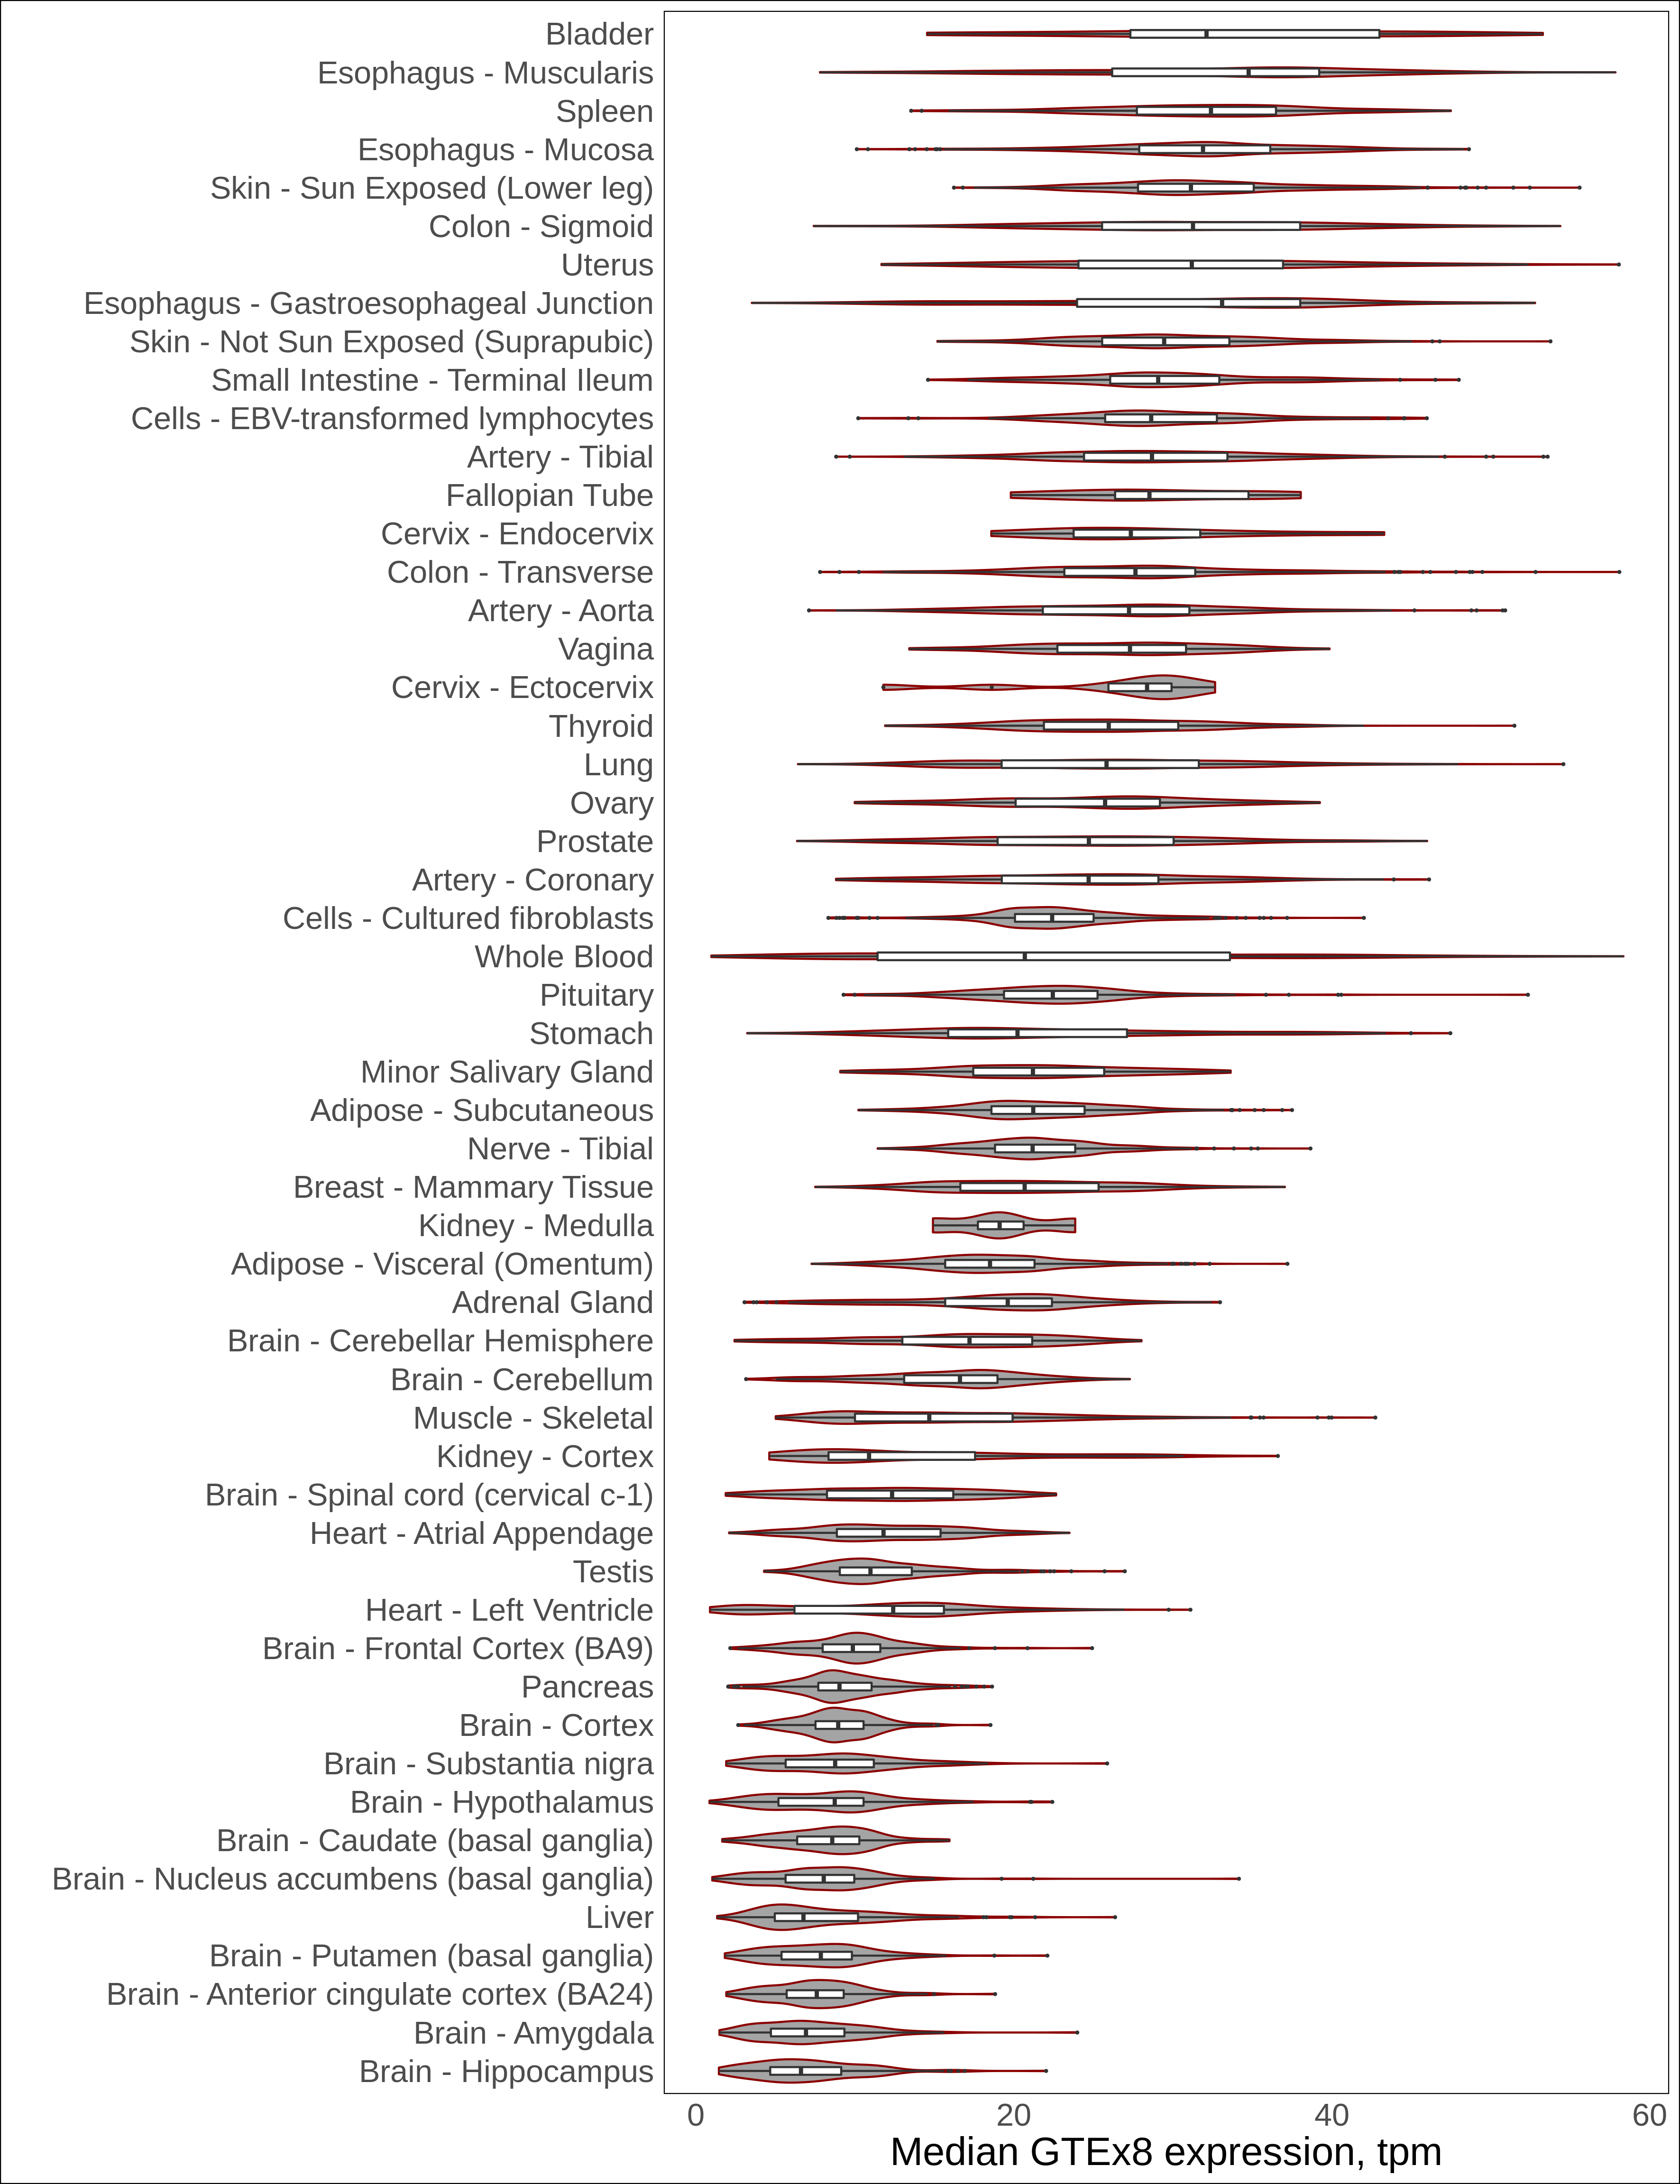 Bladder
Esophagus - Muscularis
Spleen
Esophagus - Mucosa
Skin - Sun Exposed (Lower leg)
Colon - Sigmoid
Uterus
Esophagus - Gastroesophageal Junction
Skin - Not Sun Exposed (Suprapubic)
Small Intestine - Terminal Ileum
Cells - EBV-transformed lymphocytes
Artery - Tibial
Fallopian Tube
Cervix - Endocervix
Colon - Transverse
Artery - Aorta
Vagina
Cervix - Ectocervix
Thyroid
Lung
Ovary
Prostate
Artery - Coronary
Cells - Cultured fibroblasts
Whole Blood
Pituitary
Stomach
Minor Salivary Gland
Adipose - Subcutaneous
Nerve - Tibial
Breast - Mammary Tissue
Kidney - Medulla
Adipose - Visceral (Omentum)
Adrenal Gland
Brain - Cerebellar Hemisphere
Brain - Cerebellum
Muscle - Skeletal
Kidney - Cortex
Brain - Spinal cord (cervical c-1)
Heart - Atrial Appendage
Testis
Heart - Left Ventricle
Brain - Frontal Cortex (BA9)
Pancreas
Brain - Cortex
Brain - Substantia nigra
Brain - Hypothalamus
Brain - Caudate (basal ganglia)
Brain - Nucleus accumbens (basal ganglia)
Liver
Brain - Putamen (basal ganglia)
Brain - Anterior cingulate cortex (BA24)
Brain - Amygdala
Brain - Hippocampus
0 20 40 60
Median GTEx8 expression, tpm